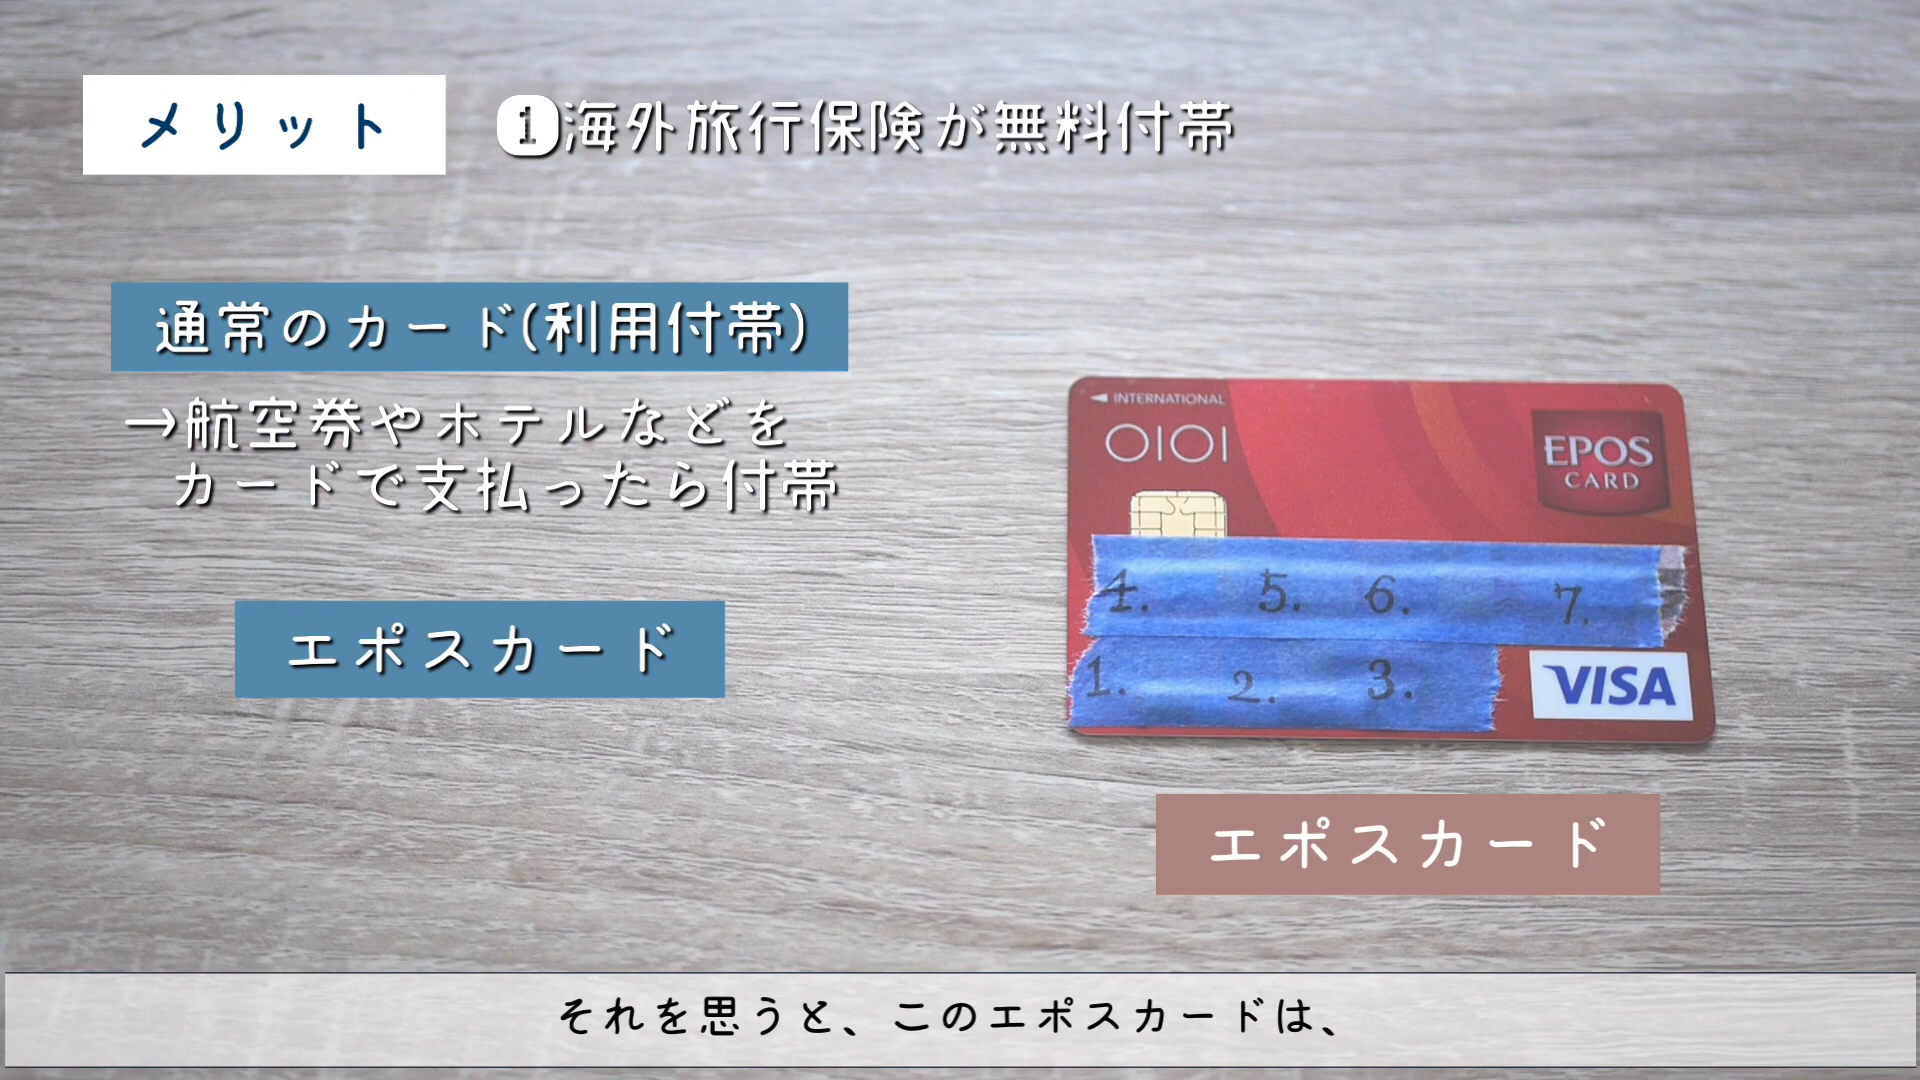 メリット
❶海外旅行保険が無料付帯
通常のカード(利用付帯)
→航空券やホテルなどを
カードで支払ったら付帯
エポスカード
◀ INTERNATIONAL
OIOI
EPOS
CARD
4. 5. 6. 7.
1. 2. 3.
VISA
エポスカード
それを思うと、このエポスカードは、